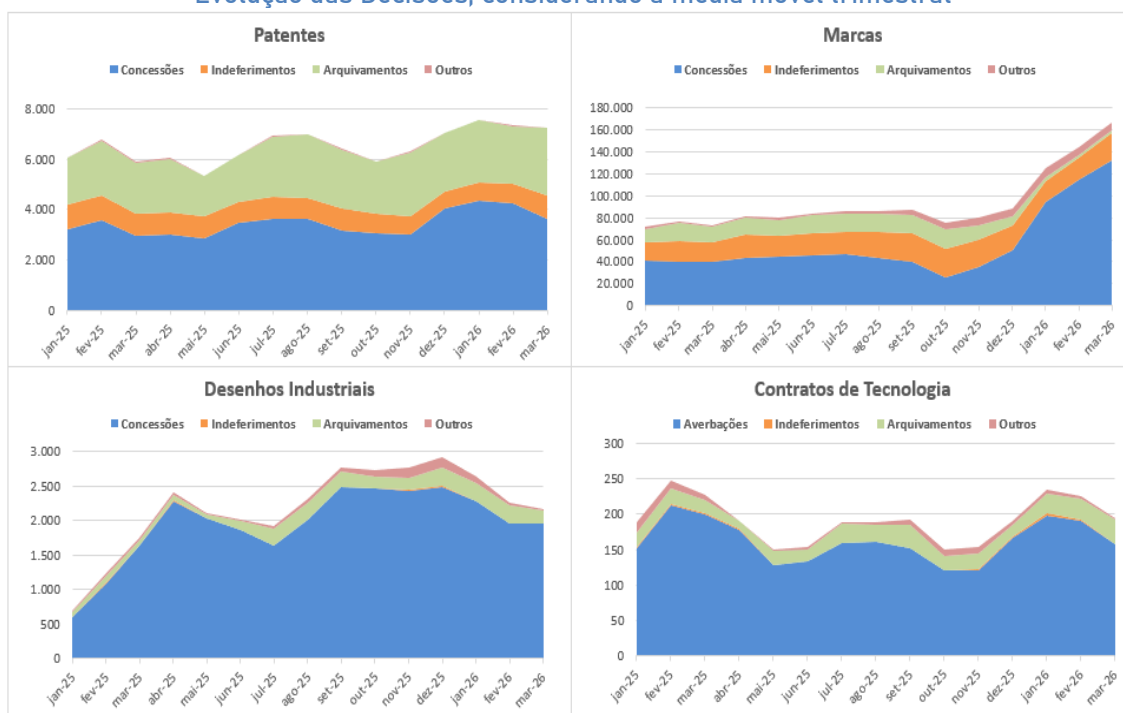 Evolução das Decisões, considerando a média móvel trimestral
Patentes
Concessões Indeferimentos Arquivamentos Outros
8.000
6.000
4.000
2.000
0
jan-25 fev-25 mar-25 abr-25 mai-25 jun-25 jul-25 ago-25 set-25 out-25 nov-25 dez-25 jan-26 fev-26 mar-26
Marcas
Concessões Indeferimentos Arquivamentos Outros
180.000
160.000
140.000
120.000
100.000
80.000
60.000
40.000
20.000
0
jan-25 fev-25 mar-25 abr-25 mai-25 jun-25 jul-25 ago-25 set-25 out-25 nov-25 dez-25 jan-26 fev-26 mar-26
Desenhos Industriais
Concessões Indeferimentos Arquivamentos Outros
3.000
2.500
2.000
1.500
1.000
500
0
jan-25 fev-25 mar-25 abr-25 mai-25 jun-25 jul-25 ago-25 set-25 out-25 nov-25 dez-25 jan-26 fev-26 mar-26
Contratos de Tecnologia
Averbações Indeferimentos Arquivamentos Outros
300
250
200
150
100
50
0
jan-25 fev-25 mar-25 abr-25 mai-25 jun-25 jul-25 ago-25 set-25 out-25 nov-25 dez-25 jan-26 fev-26 mar-26